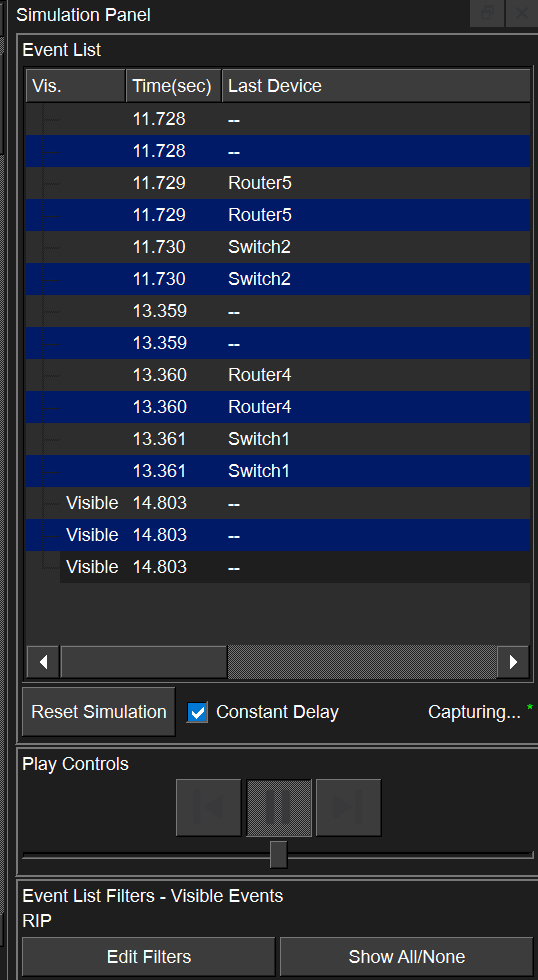 Simulation Panel
Event List
Vis. Time(sec) Last Device
11.728 --
11.728 --
11.729 Router5
11.729 Router5
11.730 Switch2
11.730 Switch2
13.359 --
13.359 --
13.360 Router4
13.360 Router4
13.361 Switch1
13.361 Switch1
Visible 14.803 --
Visible 14.803 --
Visible 14.803 --
Reset Simulation Constant Delay Capturing... *
Play Controls
Event List Filters - Visible Events
RIP
Edit Filters Show All/None